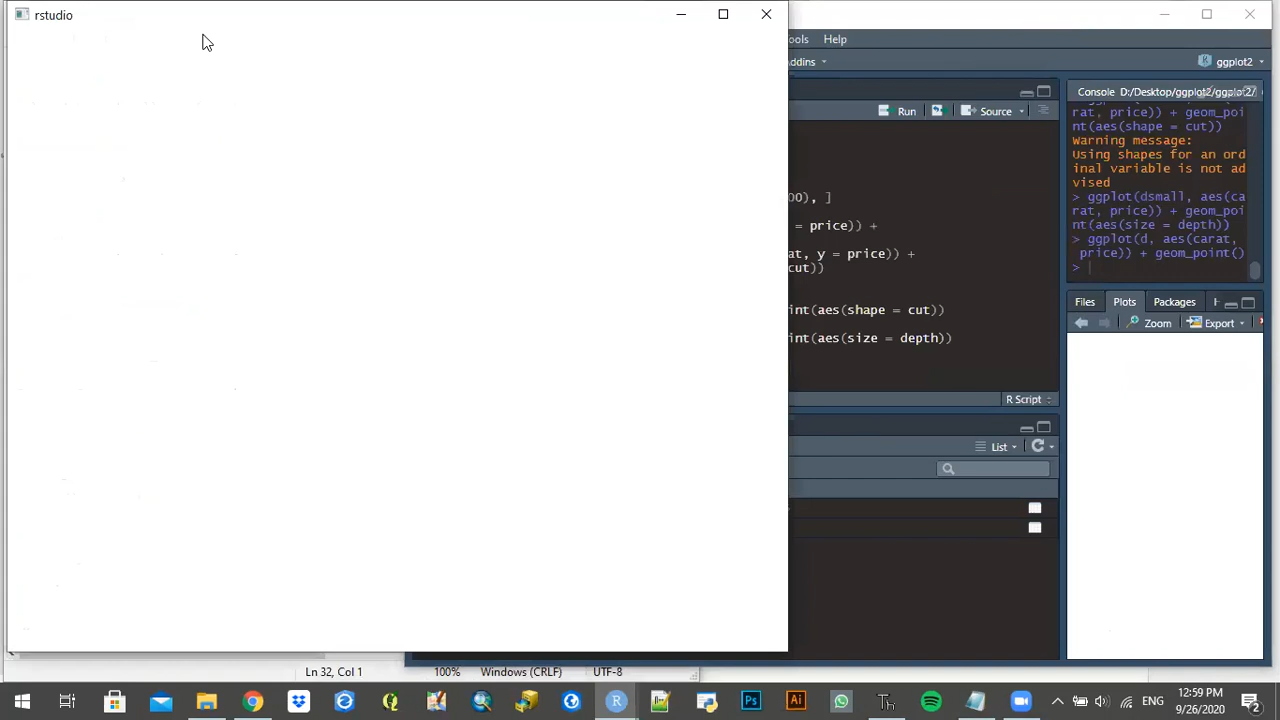 rstudio
ools Help
ddins
ggplot2
Run
Source
OO), ]
= price)) +
at, y = price)) +
cut))
int(aes(shape = cut))
int(aes(size = depth))
R Script
List
Console D:/Desktop/ggplot2/ggplot2/
rat, price)) + geom_poi
nt(aes(shape = cut))
Warning message:
Using shapes for an ord
inal variable is not ad
vised
> ggplot(dsmall, aes(ca
rat, price)) + geom_poi
nt(aes(size = depth))
> ggplot(d, aes(carat,
price)) + geom_point()
>
Files Plots Packages
Zoom Export
Ln 32, Col 1 100% Windows (CRLF) UTF-8
ENG
12:59 PM
9/26/2020
2